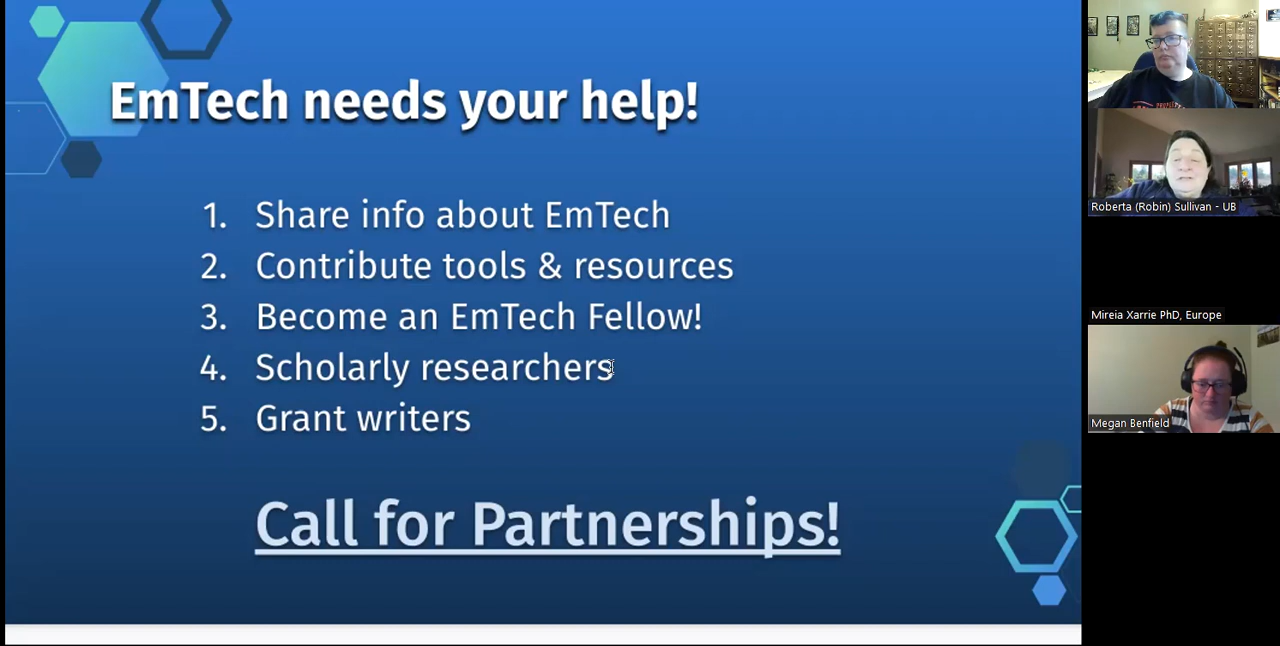 EmTech needs your help!
1. Share info about EmTech
2. Contribute tools & resources
3. Become an EmTech Fellow!
4. Scholarly researchers
5. Grant writers
Call for Partnerships!
Roberta (Robin) Sullivan - UB
Mireia Xarrie PhD, Europe
Megan Benfield